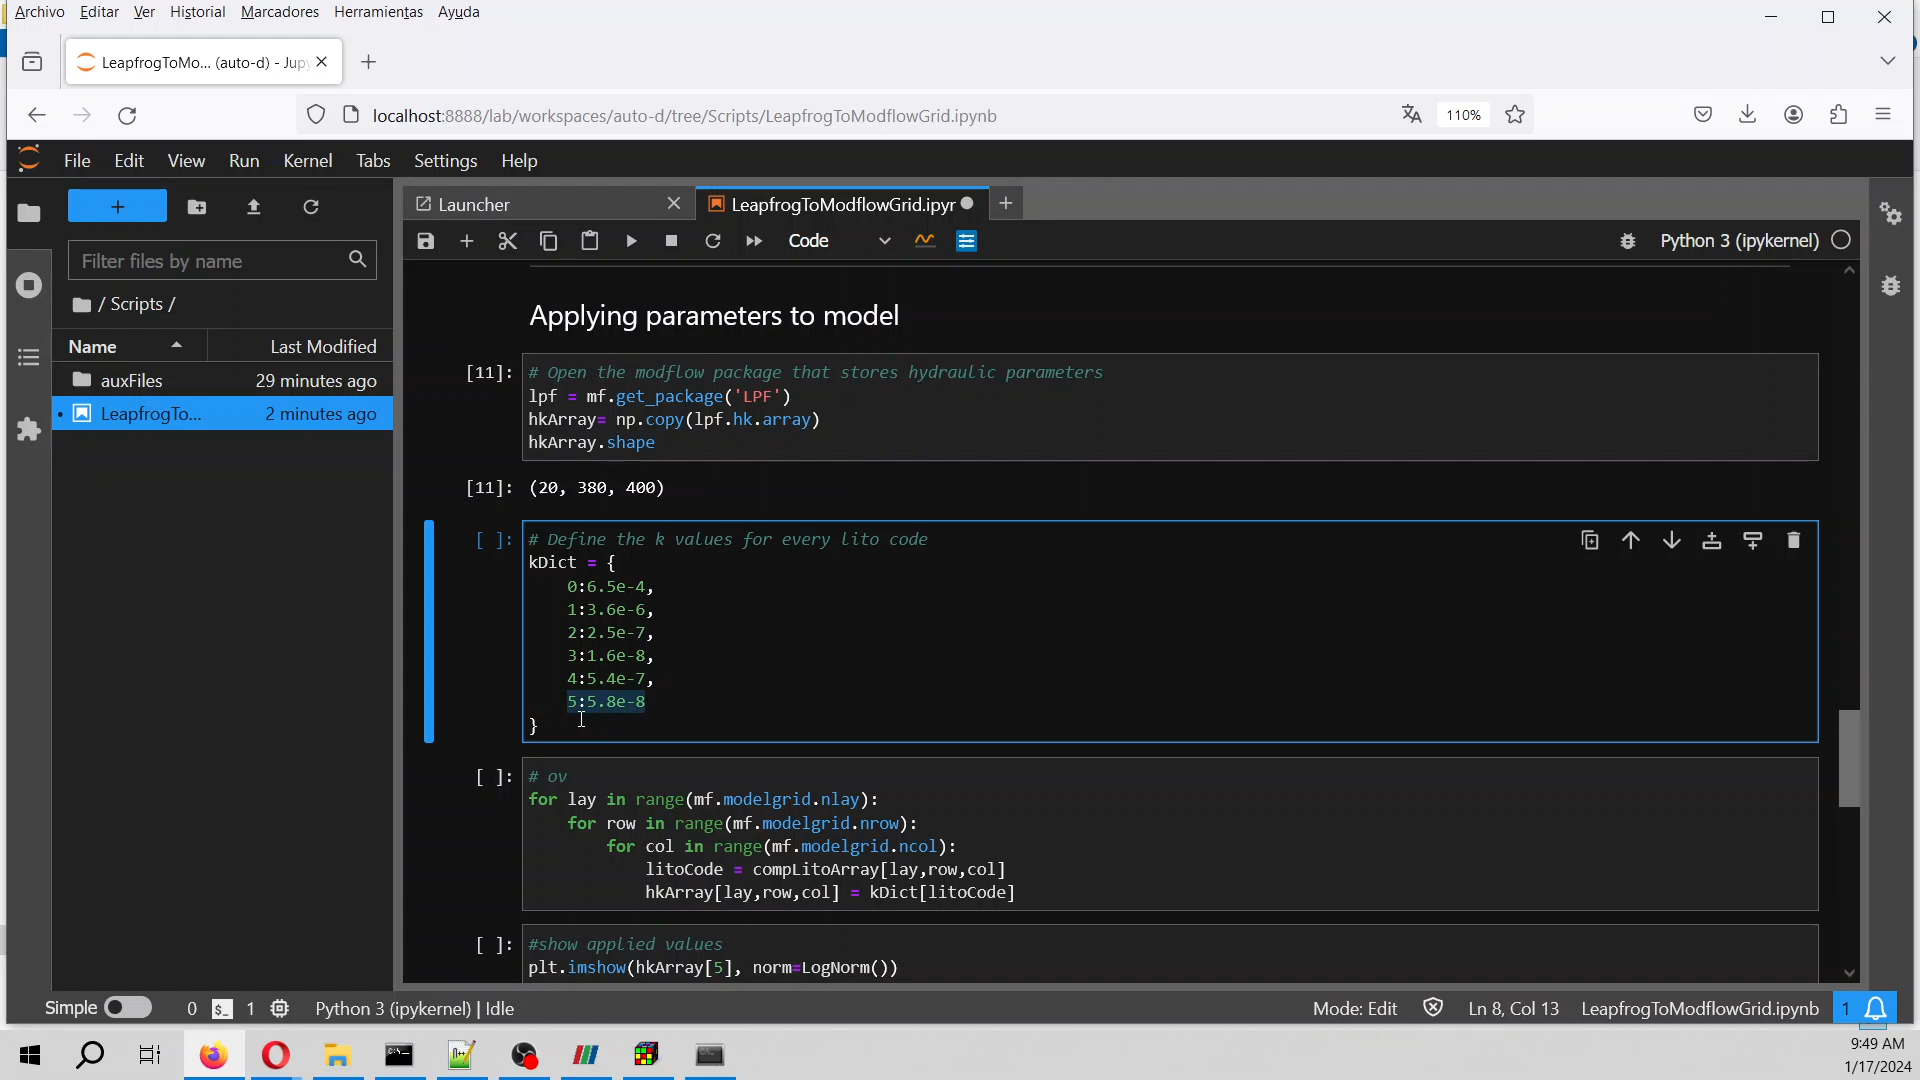 Archivo Editar Ver Historial Marcadores Herramientas Ayuda
LeapfrogToMo... (auto-d) - Jup
localhost:8888/lab/workspaces/auto-d/tree/Scripts/LeapfrogToModflowGrid.ipynb 110%
File Edit View Run Kernel Tabs Settings Help
+ Launcher LeapfrogToModflowGrid.ipyr
Code Python 3 (ipykernel)
Filter files by name
/ Scripts /
Name Last Modified
auxFiles 29 minutes ago
LeapfrogTo... 2 minutes ago
Applying parameters to model
[11]: # Open the modflow package that stores hydraulic parameters
lpf = mf.get_package('LPF')
hkArray= np.copy(lpf.hk.array)
hkArray.shape
[11]: (20, 380, 400)
[ ]: # Define the k values for every lito code
kDict = {
0:6.5e-4,
1:3.6e-6,
2:2.5e-7,
3:1.6e-8,
4:5.4e-7,
5:5.8e-8
}
[ ]: # ov
for lay in range(mf.modelgrid.nlay):
for row in range(mf.modelgrid.nrow):
for col in range(mf.modelgrid.ncol):
litoCode = compLitoArray[lay,row,col]
hkArray[lay,row,col] = kDict[litoCode]
[ ]: #show applied values
plt.imshow(hkArray[5], norm=LogNorm())
Simple 0 1 Python 3 (ipykernel) | Idle Mode: Edit Ln 8, Col 13 LeapfrogToModflowGrid.ipynb 1
9:49 AM
1/17/2024